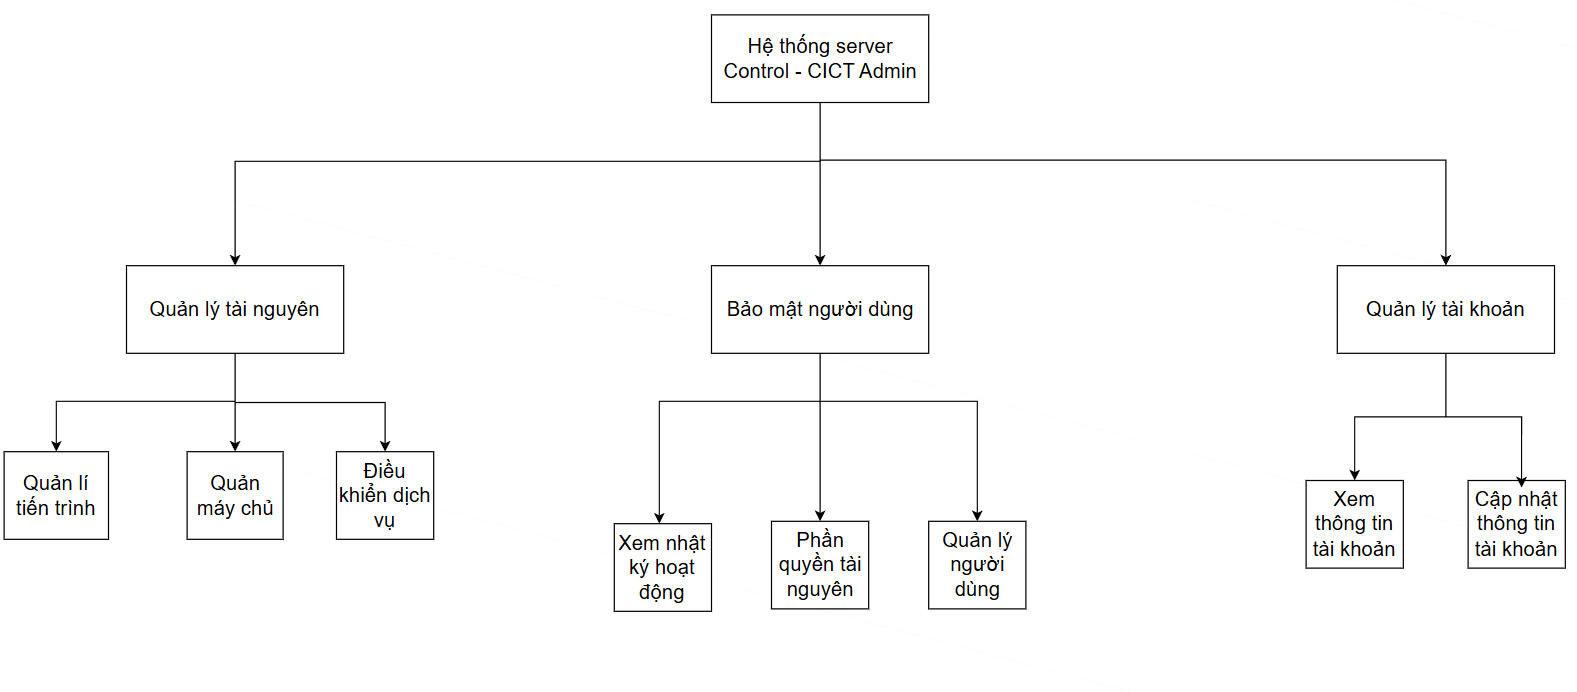 Hệ thống server
Control - CICT Admin
Quản lý tài nguyên
Bảo mật người dùng
Quản lý tài khoản
Quản lí
tiến trình
Quản
máy chủ
Điều
khiển dịch
vụ
Xem nhật
ký hoạt
động
Phần
quyền tài
nguyên
Quản lý
người
dùng
Xem
thông tin
tài khoản
Cập nhật
thông tin
tài khoản